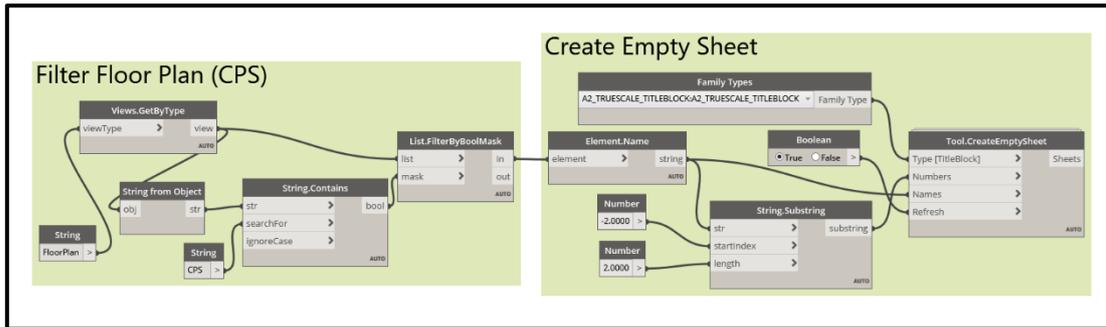 Filter Floor Plan (CPS)
Views.GetByType
viewType > view
AUTO
String from Object
obj str
String
FloorPlan >
String.Contains
str > bool
searchFor >
ignoreCase >
AUTO
String
CPS >
List.FilterByBoolMask
list > in
mask > out
AUTO
Create Empty Sheet
Family Types
A2_TRUESCALE_TITLEBLOCK:A2_TRUESCALE_TITLEBLOCK Family Type
Element.Name
element > string
AUTO
Boolean
True False >
Number
-2.0000 >
Number
2.0000 >
String.Substring
str > substring
startIndex >
length >
AUTO
Tool.CreateEmptySheet
Type [TitleBlock] > Sheets
Numbers >
Names >
Refresh >
AUTO